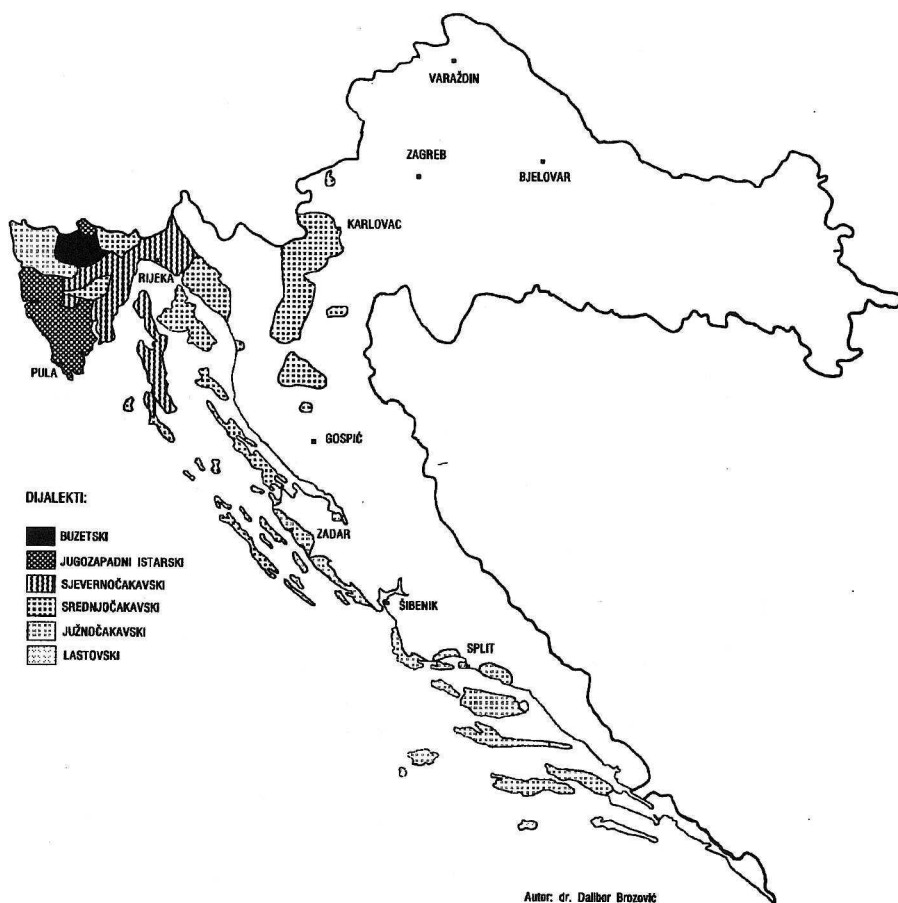 VARAŽDIN
ZAGREB
BJELOVAR
KARLOVAC
RIJEKA
PULA
GOSPIĆ
DIJALEKTI:
ZADAR
BUZETSKI
JUGOZAPADNI ISTARSKI
SJEVERNOČAKAVSKI
SREDNJOČAKAVSKI
ŠIBENIK
JUŽNOČAKAVSKI
SPLIT
LASTOVSKI
Autor: dr. Dalibor Brozović